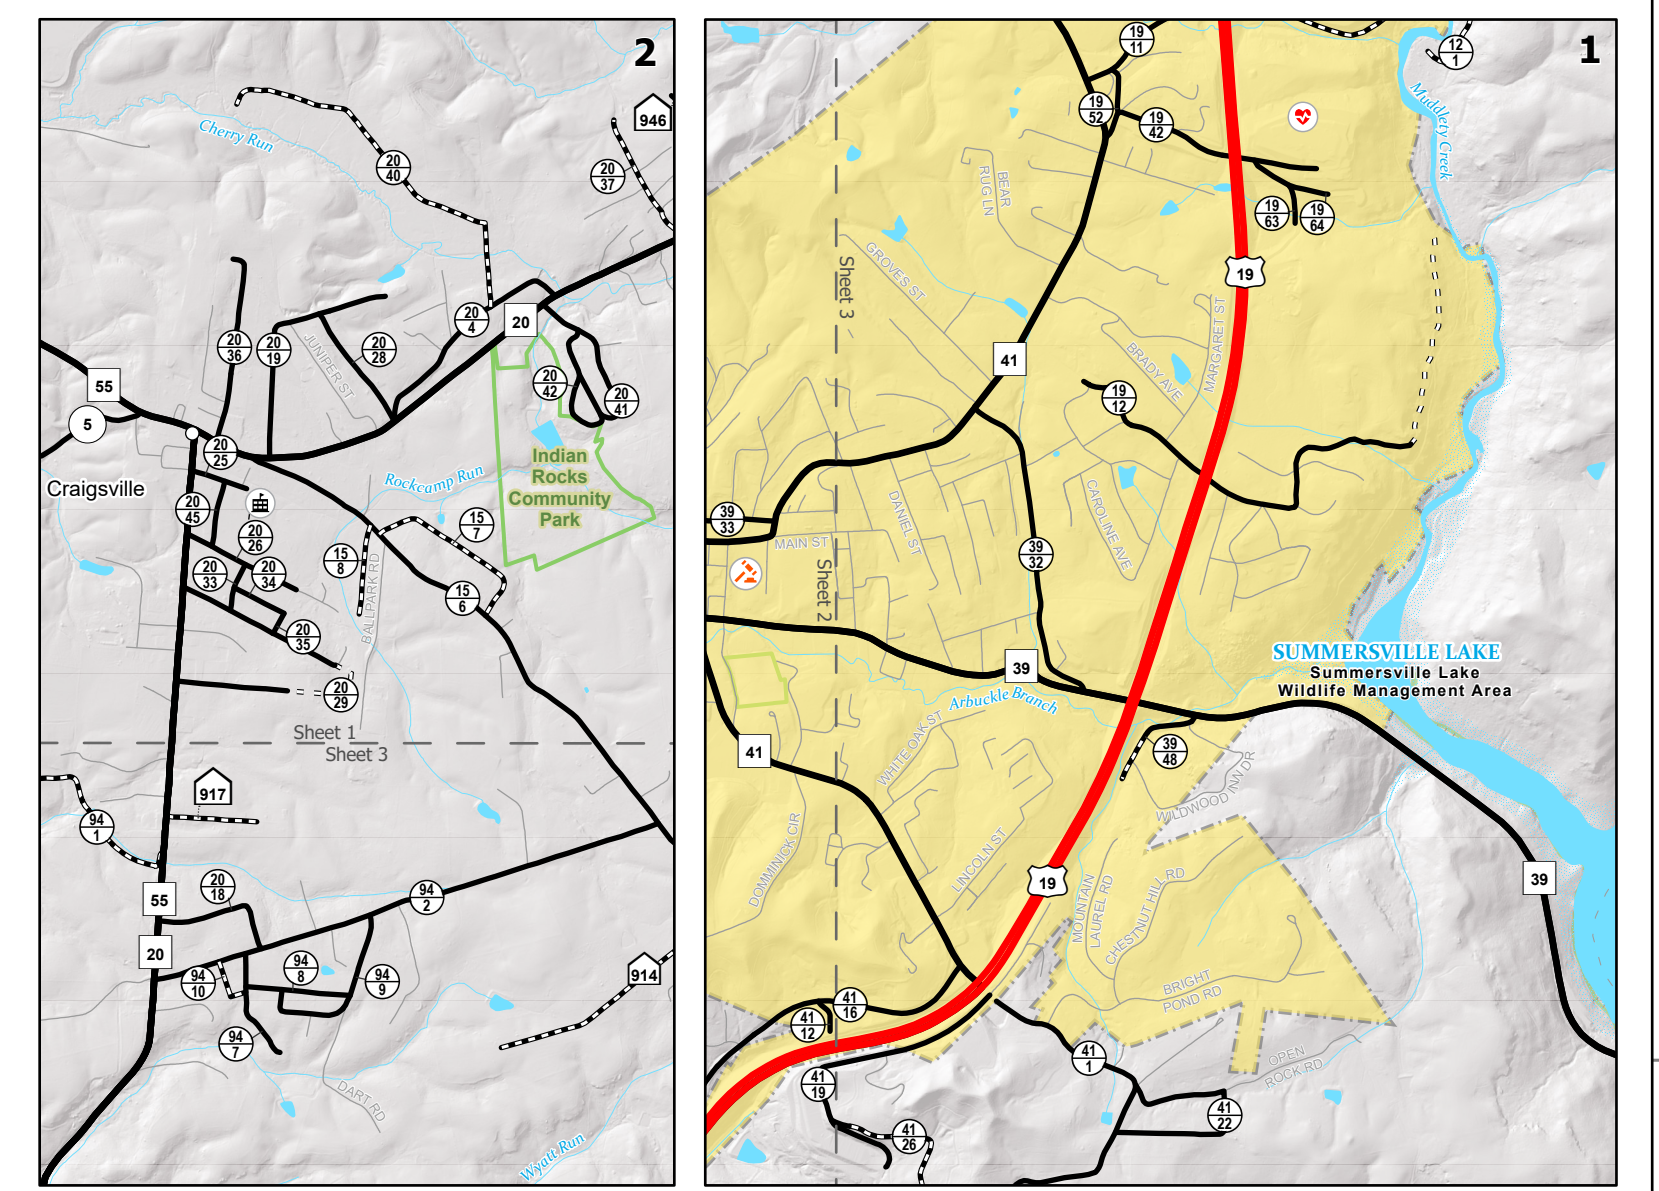 2
946
Cherry Run
20
40
20
37
20
4
20
20
36
20
19
20
28
JUNIPER ST
20
42
20
41
55
5
20
25
Craigsville
20
45
Rockcamp Run
Indian
Rocks
Community
Park
15
7
20
26
15
8
20
33
20
34
15
6
BALLPARK RD
20
35
20
29
Sheet 1
Sheet 3
917
94
1
20
18
55
94
2
20
94
10
94
8
94
9
914
94
7
DART RD
Wyatt Run
1
19
11
12
1
19
52
19
42
Muddlety Creek
BEAR
RUG LN
19
63
19
64
GROVES ST
Sheet 3
19
MARGARET ST
41
BRADY AVE
19
12
39
33
DANIEL ST
CAROLINE AVE
MAIN ST
39
32
Sheet 2
39
SUMMERSVILLE LAKE
Summersville Lake
Wildlife Management Area
Arbuckle Branch
WHITE OAK ST
41
39
48
WILDWOOD INN DR
DOMMINICK CIR
LINCOLN ST
19
39
MOUNTAIN
LAUREL RD
CHESTNUT HILL RD
BRIGHT
POND RD
41
16
41
12
41
1
OPEN
ROCK RD
41
19
41
22
41
26